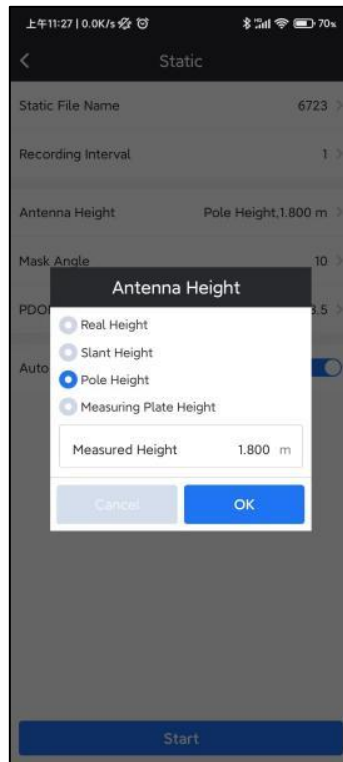 上午11:27 | 0.0K/s
70%
Static
Static File Name 6723
Recording Interval 1
Antenna Height Pole Height,1.800 m
Mask Angle 10
3.5
Auto
Antenna Height
Real Height
Slant Height
Pole Height
Measuring Plate Height
Measured Height 1.800 m
Cancel OK
Start